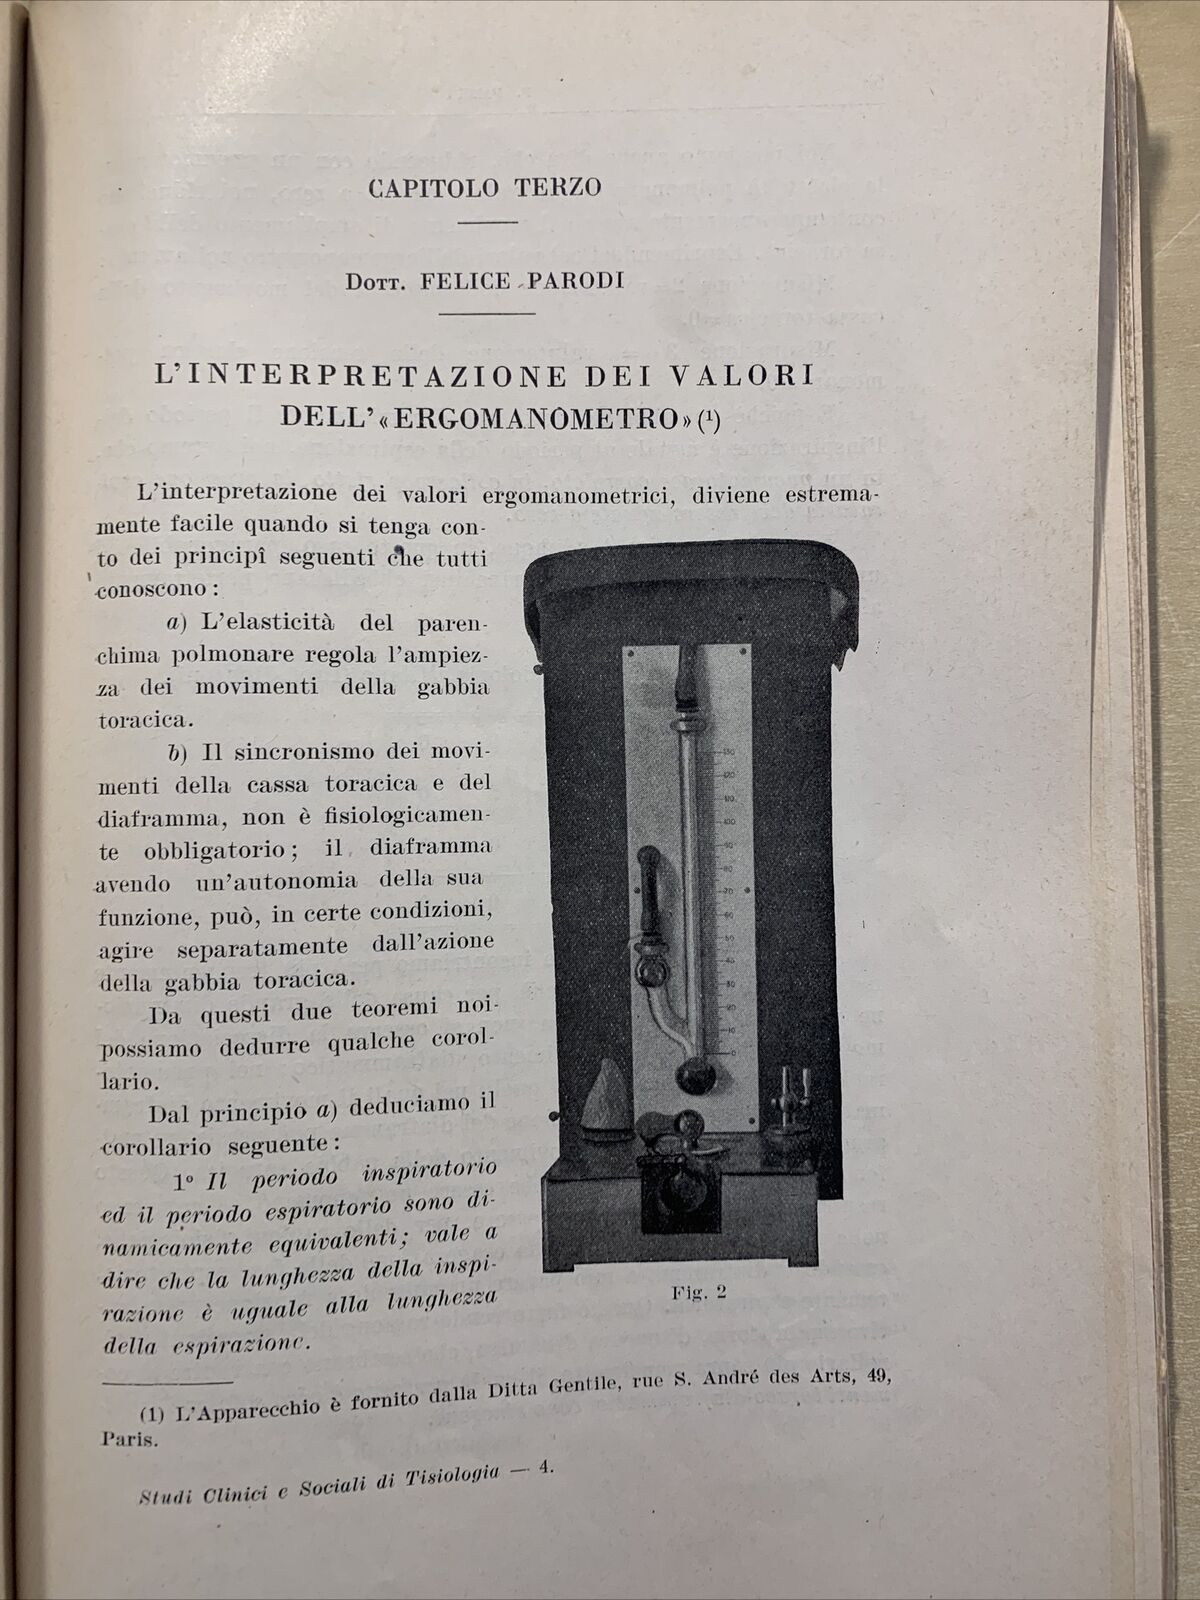 CAPITOLO TERZO
Dott. FELICE PARODI
L'INTERPRETAZIONE DEI VALORI
DELL'«ERGOMANOMETRO» (1)
L'interpretazione dei valori ergomanometrici, diviene estrema-
mente facile quando si tenga con-
to dei principî seguenti che tutti
conoscono :
a) L'elasticità del paren-
chima polmonare regola l'ampiez-
za dei movimenti della gabbia
toracica.
b) Il sincronismo dei movi-
menti della cassa toracica e del
diaframma, non è fisiologicamen-
te obbligatorio ; il diaframma
avendo un'autonomia della sua
funzione, può, in certe condizioni,
agire separatamente dall'azione
della gabbia toracica.
Da questi due teoremi noi
possiamo dedurre qualche corol-
lario.
Dal principio a) deduciamo il
corollario seguente :
1º Il periodo inspiratorio
ed il periodo espiratorio sono di-
namicamente equivalenti; vale a
dire che la lunghezza della inspi-
razione è uguale alla lunghezza
della espirazione.
Fig. 2
(1) L'Apparecchio è fornito dalla Ditta Gentile, rue S. André des Arts, 49,
Paris.
Studi Clinici e Sociali di Tisiologia — 4.